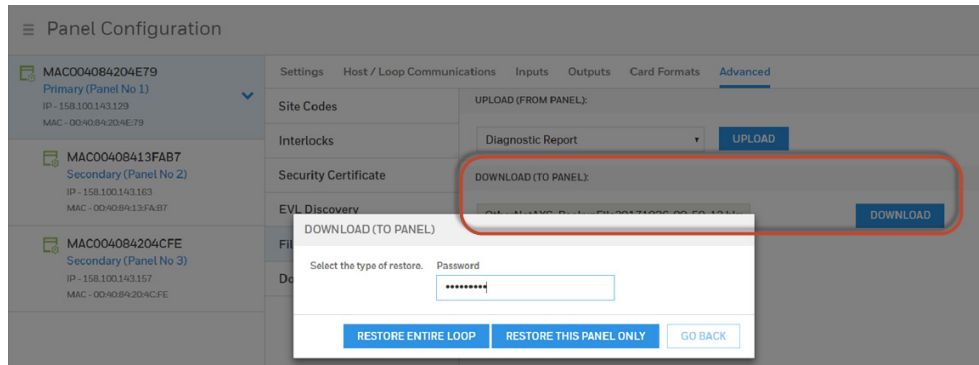 Panel Configuration
MAC004084204E79
Primary (Panel No 1)
IP - 158.100.143.129
MAC - 00:40:84:20:4E:79
MAC00408413FAB7
Secondary (Panel No 2)
IP - 158.100.143.163
MAC - 00:40:84:13:FA:B7
MAC004084204CFE
Secondary (Panel No 3)
IP - 158.100.143.157
MAC - 00:40:84:20:4C:FE
Settings Host / Loop Communications Inputs Outputs Card Formats Advanced
Site Codes
Interlocks
Security Certificate
EVL Discovery
UPLOAD (FROM PANEL):
Diagnostic Report UPLOAD
DOWNLOAD (TO PANEL):
DOWNLOAD
DOWNLOAD (TO PANEL)
Select the type of restore. Password
•••••••••
RESTORE ENTIRE LOOP RESTORE THIS PANEL ONLY GO BACK